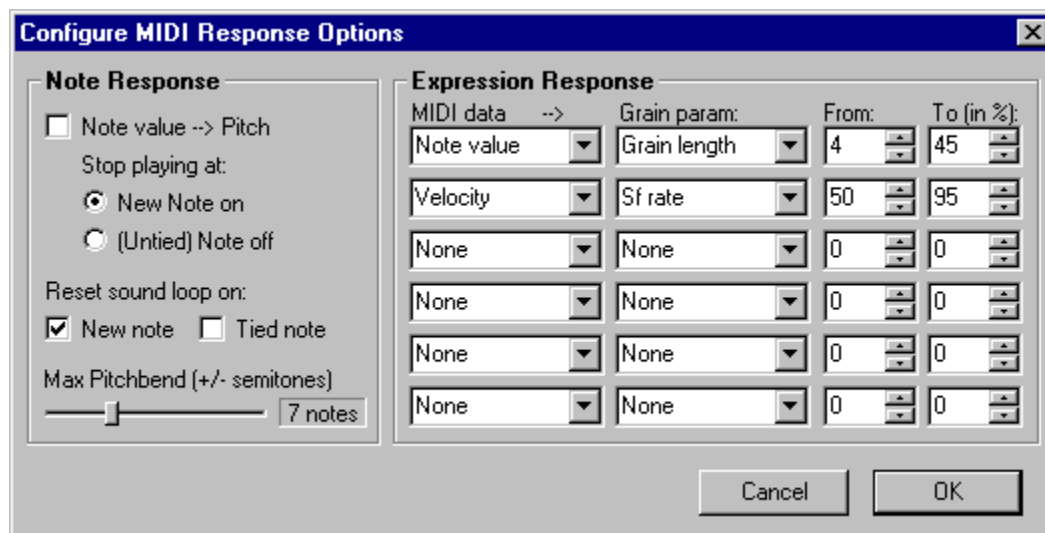 Configure MIDI Response Options
Note Response
Note value --> Pitch
Stop playing at:
New Note on
(Untied) Note off
Reset sound loop on:
New note Tied note
Max Pitchbend (+/- semitones)
7 notes
Expression Response
MIDI data --> Grain param: From: To (in %):
Note value Grain length 4 45
Velocity Sf rate 50 95
None None 0 0
None None 0 0
None None 0 0
None None 0 0
Cancel OK